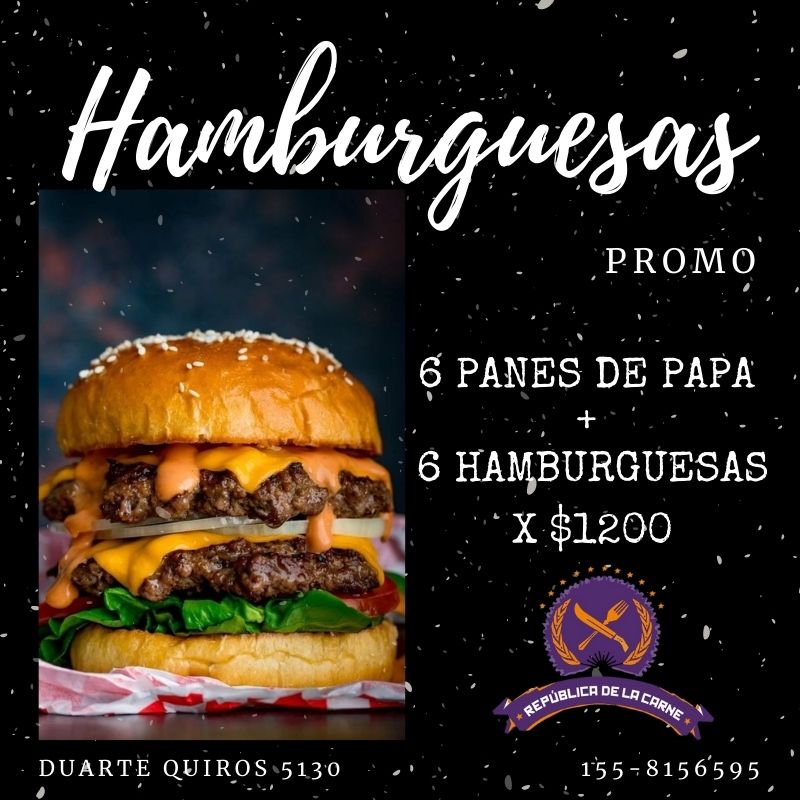 Hamburguesas
PROMO
6 PANES DE PAPA
+
6 HAMBURGUESAS
X $1200
REPÚBLICA DE LA CARNE
DUARTE QUIROS 5130
155-8156595